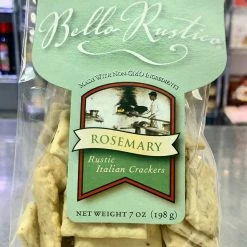 Bello Rustico
MADE WITH NON-GMO INGREDIENTS
ROSEMARY
Rustic
Italian Crackers
NET WEIGHT 7 OZ (198 g)